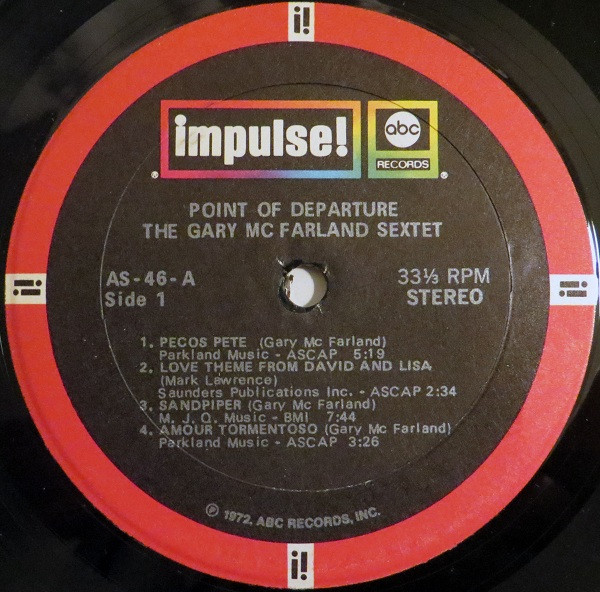 i!
impulse!
abc
RECORDS
®
®
POINT OF DEPARTURE
THE GARY MC FARLAND SEXTET
AS-46-A
33⅓ RPM
Side 1
STEREO
i!
i!
1. PECOS PETE (Gary Mc Farland)
Parkland Music - ASCAP 5:19
2. LOVE THEME FROM DAVID AND LISA
(Mark Lawrence)
Saunders Publications Inc. - ASCAP 2:34
3. SANDPIPER (Gary Mc Farland)
M. J. Q. Music - BMI 7:44
4. AMOUR TORMENTOSO (Gary Mc Farland)
Parkland Music - ASCAP 3:26
℗ 1972, ABC RECORDS, INC.
i!